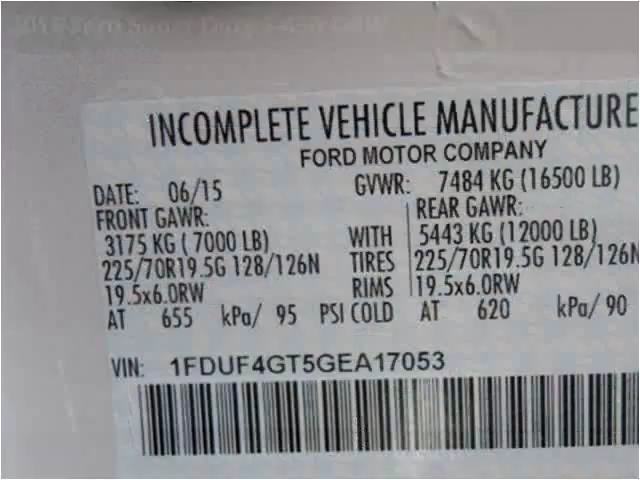 INCOMPLETE VEHICLE MANUFACTURE
FORD MOTOR COMPANY
DATE: 06/15 GVWR: 7484 KG (16500 LB)
FRONT GAWR: REAR GAWR:
3175 KG ( 7000 LB) WITH 5443 KG (12000 LB)
225/70R19.5G 128/126N TIRES 225/70R19.5G 128/126N
19.5x6.0RW RIMS 19.5x6.0RW
AT 655 kPa/ 95 PSI COLD AT 620 kPa/ 90
VIN: 1FDUF4GT5GEA17053